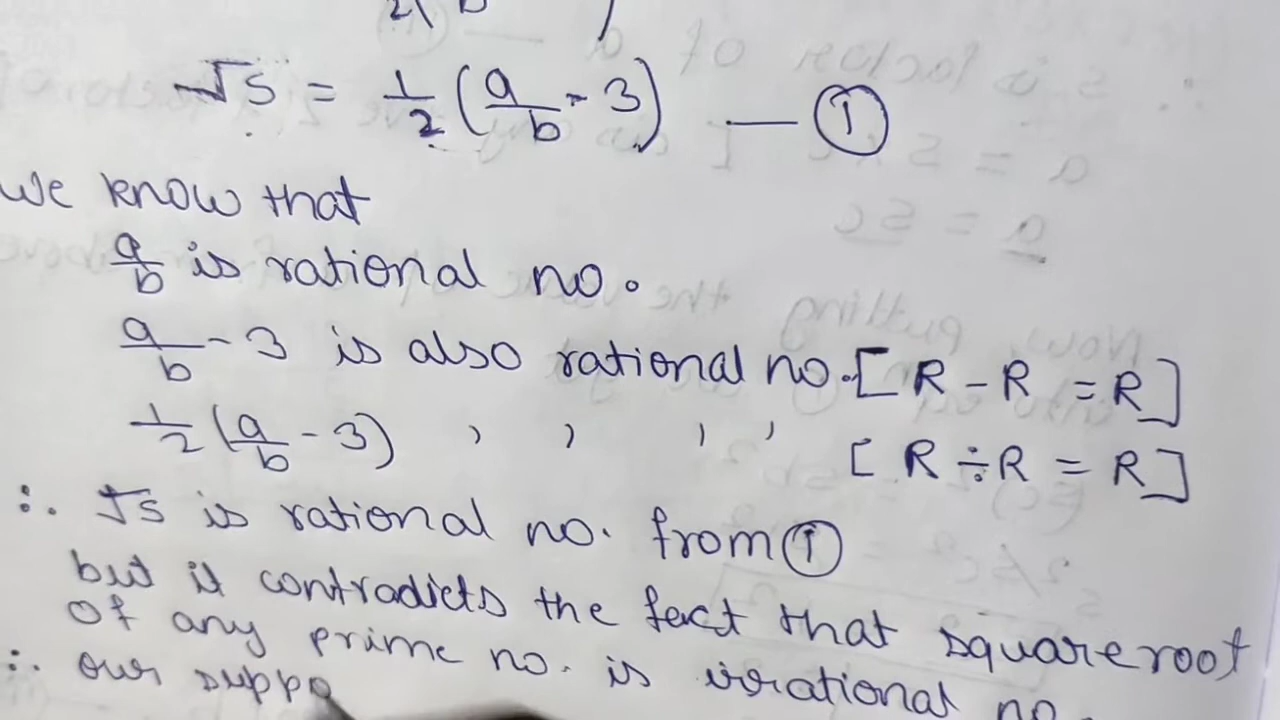 √5 = 1/2 (a/b - 3) — ①
we know that
a/b is rational no.
a/b - 3 is also rational no. [R - R = R]
1/2 (a/b - 3) , , , , [R ÷ R = R]
∴ √5 is rational no. from ①
but it contradicts the fact that square root
of any prime no. is irrational no.
∴ our suppo